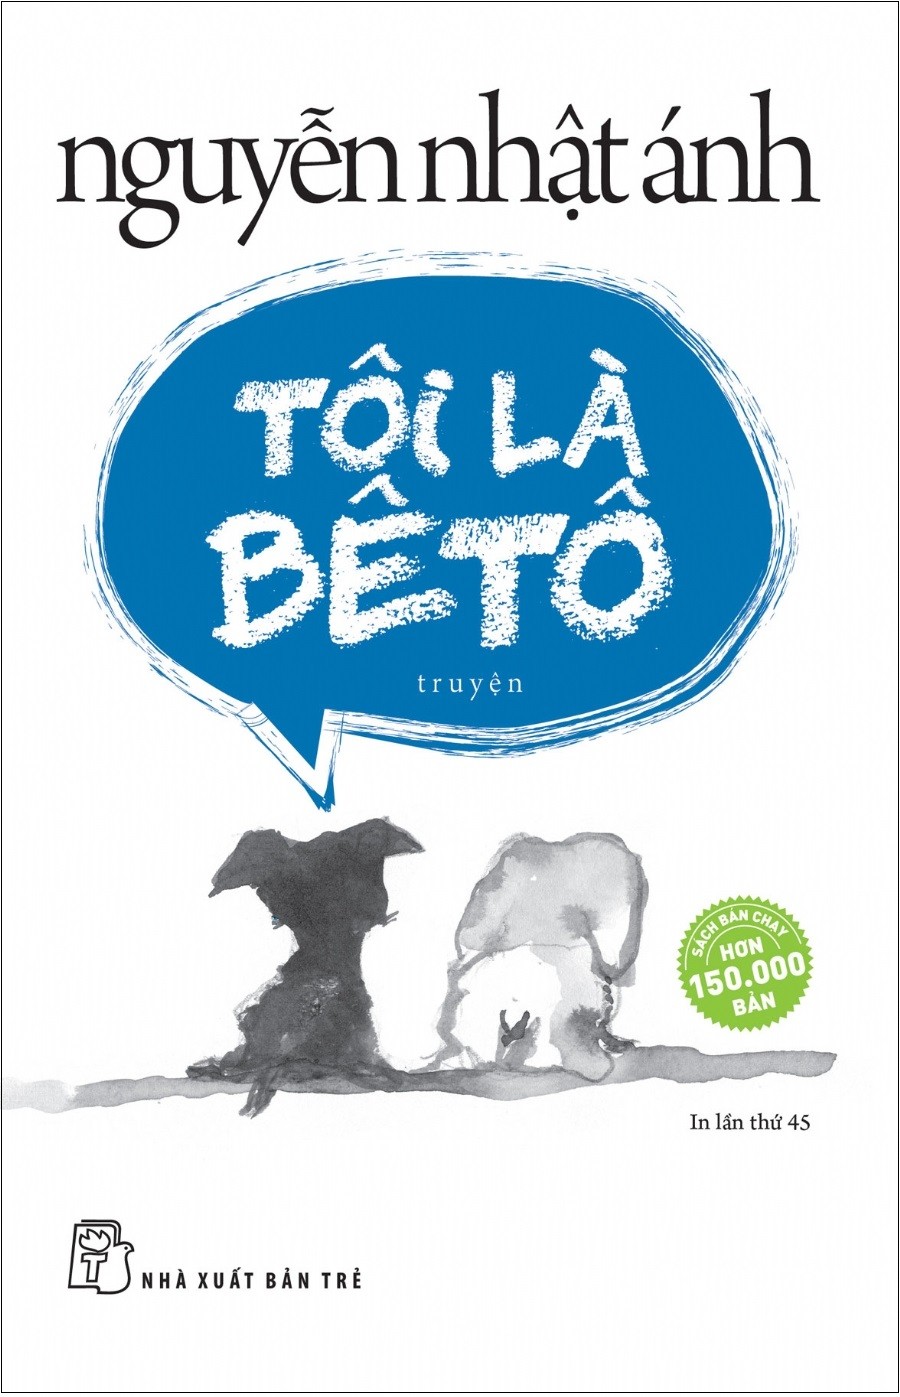 nguyễn nhật ánh
TÔi LÀ
BÊTÔ
truyện
SÁCH BÁN CHẠY
HƠN
150.000
BẢN
In lần thứ 45
T
NHÀ XUẤT BẢN TRẺ